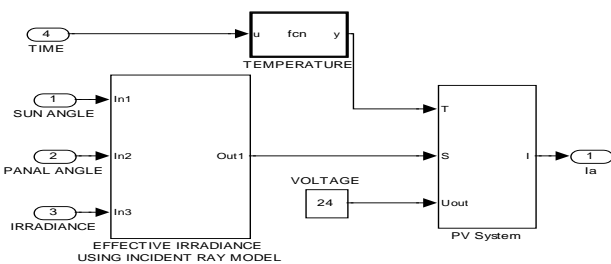 4
TIME
u fcn y
TEMPERATURE
1
SUN ANGLE
In1
2
PANAL ANGLE
In2
Out1
3
IRRADIANCE
In3
EFFECTIVE IRRADIANCE
USING INCIDENT RAY MODEL
VOLTAGE
24
T
S
Uout
I
PV System
1
Ia